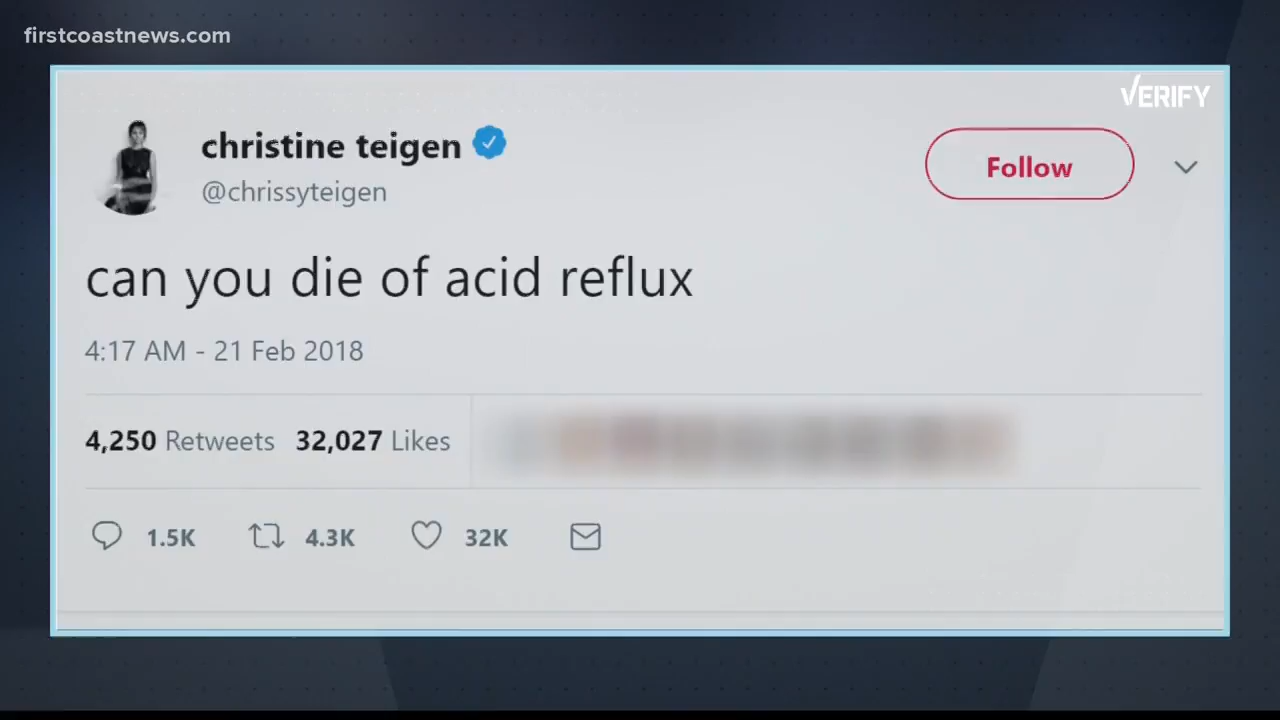 firstcoastnews.com
VERIFY
christine teigen
@chrissyteigen
Follow
can you die of acid reflux
4:17 AM - 21 Feb 2018
4,250 Retweets 32,027 Likes
1.5K 4.3K 32K